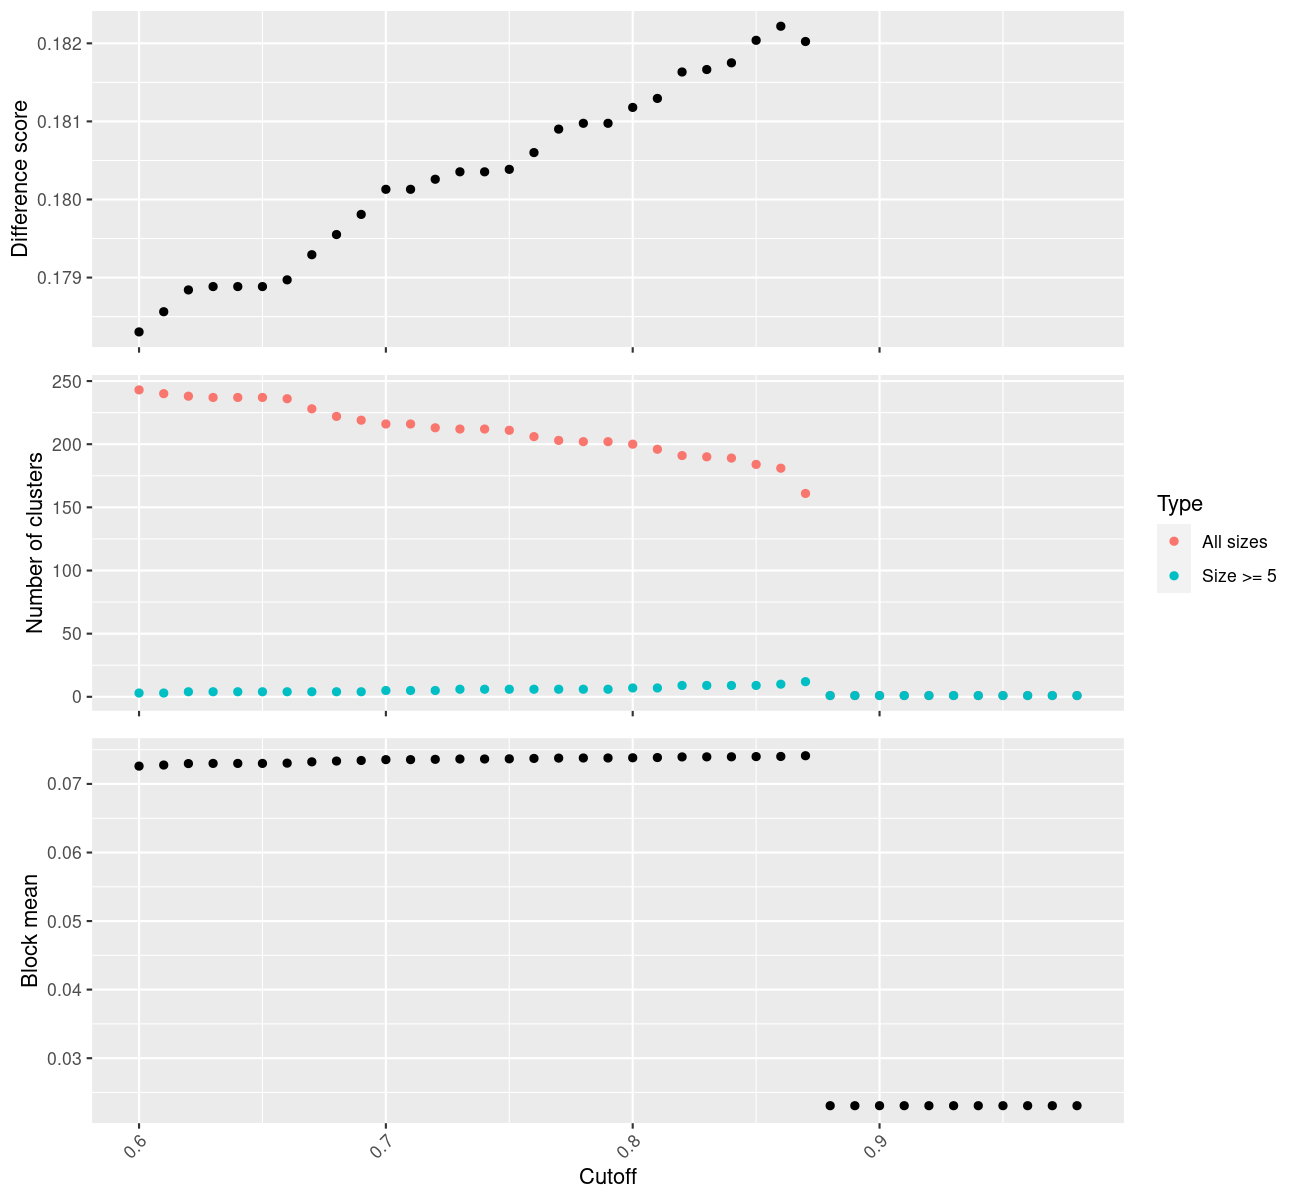 Difference score
0.182
0.181
0.180
0.179
Number of clusters
250
200
150
100
50
0
Type
All sizes
Size >= 5
Block mean
0.07
0.06
0.05
0.04
0.03
0.6
0.7
0.8
0.9
Cutoff